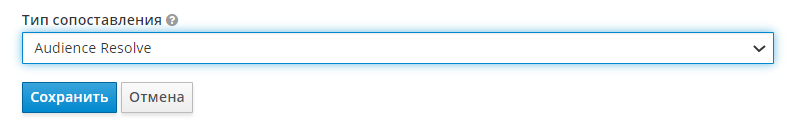 Тип сопоставления
Audience Resolve
Сохранить Отмена